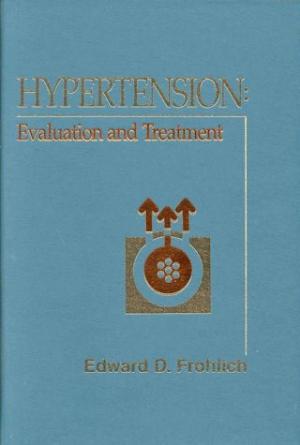 HYPERTENSION:
Evaluation and Treatment
Edward D. Frohlich